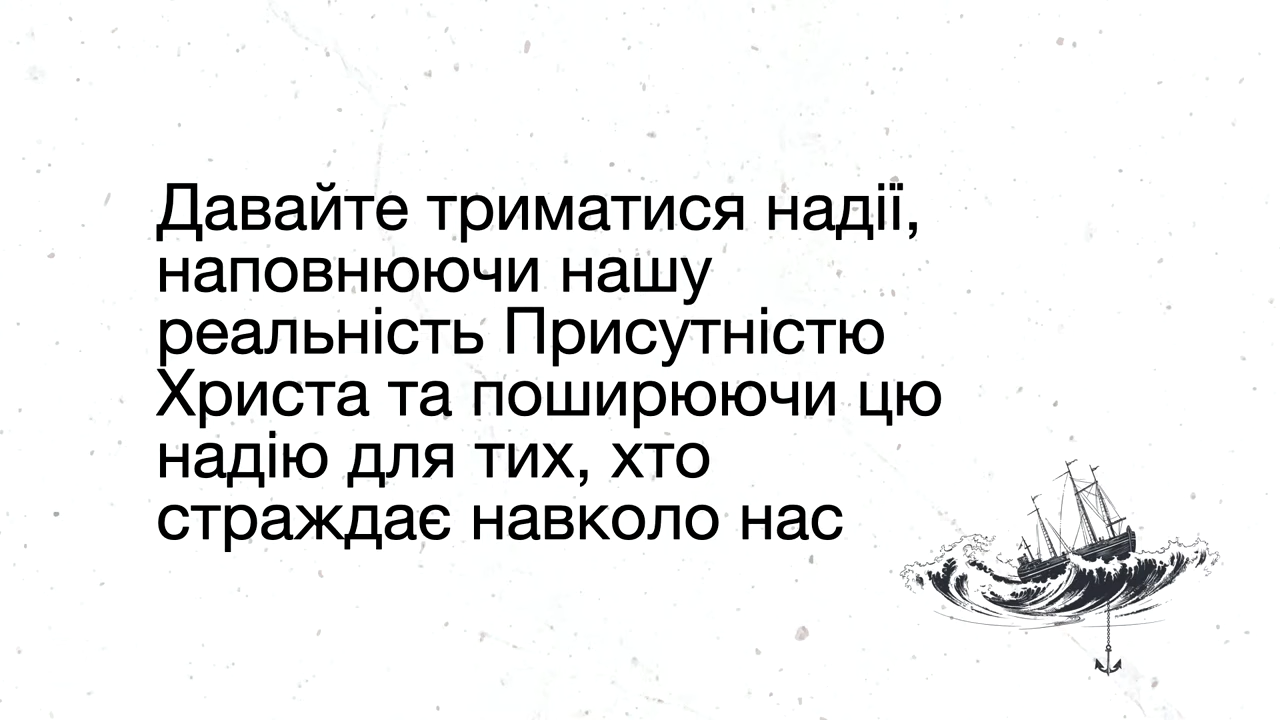 Давайте триматися надії,
наповнюючи нашу
реальність Присутністю
Христа та поширюючи цю
надію для тих, хто
страждає навколо нас